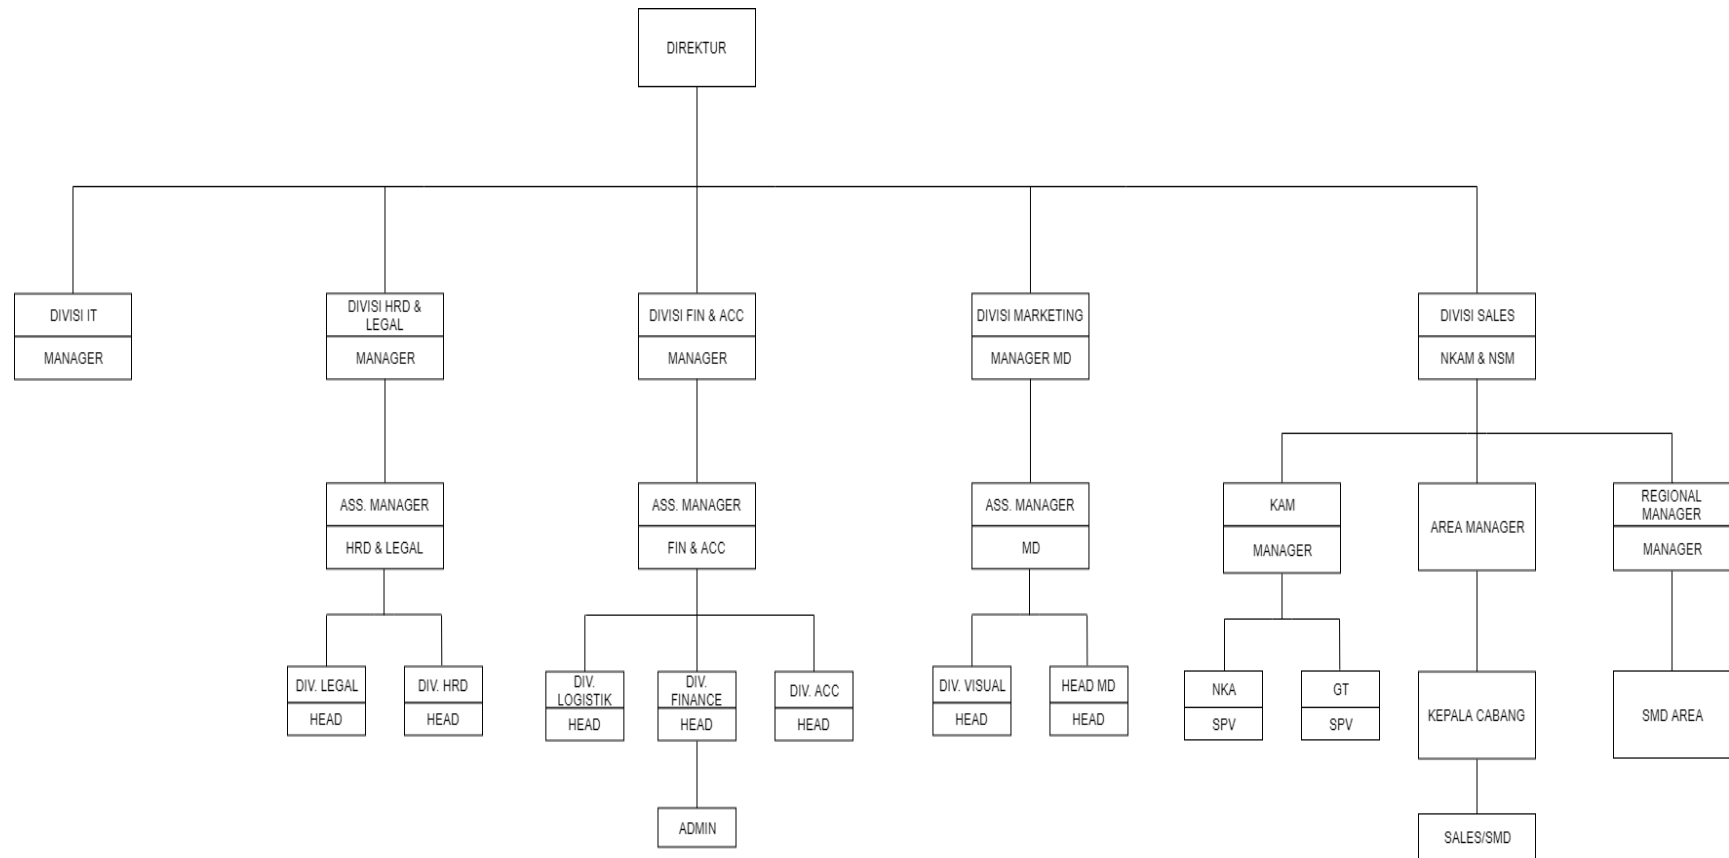 DIREKTUR
DIVISI IT
MANAGER
DIVISI HRD &
LEGAL
MANAGER
DIVISI FIN & ACC
MANAGER
DIVISI MARKETING
MANAGER MD
DIVISI SALES
NKAM & NSM
ASS. MANAGER
HRD & LEGAL
ASS. MANAGER
FIN & ACC
ASS. MANAGER
MD
KAM
MANAGER
AREA MANAGER
REGIONAL
MANAGER
MANAGER
DIV. LEGAL
HEAD
DIV. HRD
HEAD
DIV.
LOGISTIK
HEAD
DIV.
FINANCE
HEAD
DIV. ACC
HEAD
DIV. VISUAL
HEAD
HEAD MD
HEAD
NKA
SPV
GT
SPV
KEPALA CABANG
SMD AREA
ADMIN
SALES/SMD